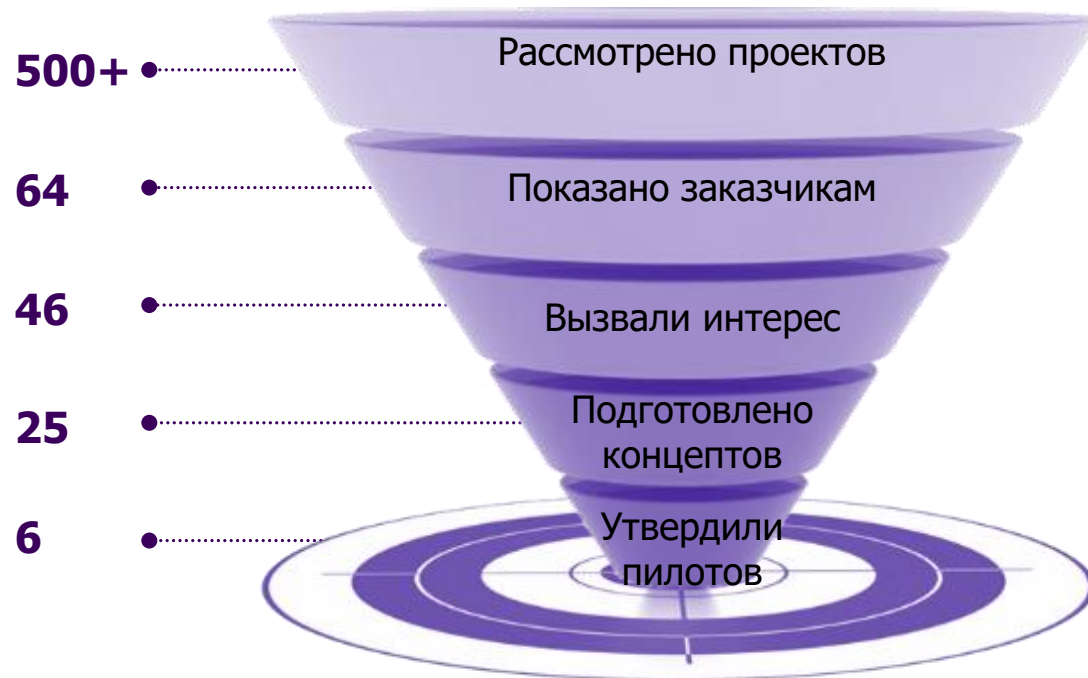 500+
Рассмотрено проектов
64
Показано заказчикам
46
Вызвали интерес
25
Подготовлено
концептов
6
Утвердили
пилотов